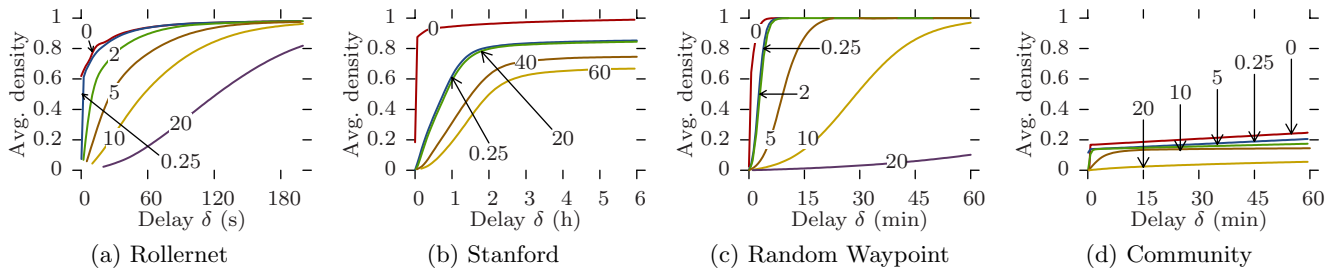 Avg. density
1
0.8
0.6
0.4
0.2
0
0
2
5
10
20
0.25
0 60 120 180
Delay δ (s)
(a) Rollernet
Avg. density
1
0.8
0.6
0.4
0.2
0
0
40
60
0.25
20
0 1 2 3 4 5 6
Delay δ (h)
(b) Stanford
Avg. density
1
0.8
0.6
0.4
0.2
0
0
0.25
2
5
10
20
0 15 30 45 60
Delay δ (min)
(c) Random Waypoint
Avg. density
1
0.8
0.6
0.4
0.2
0
20
10
5
0.25
0
0 15 30 45 60
Delay δ (min)
(d) Community